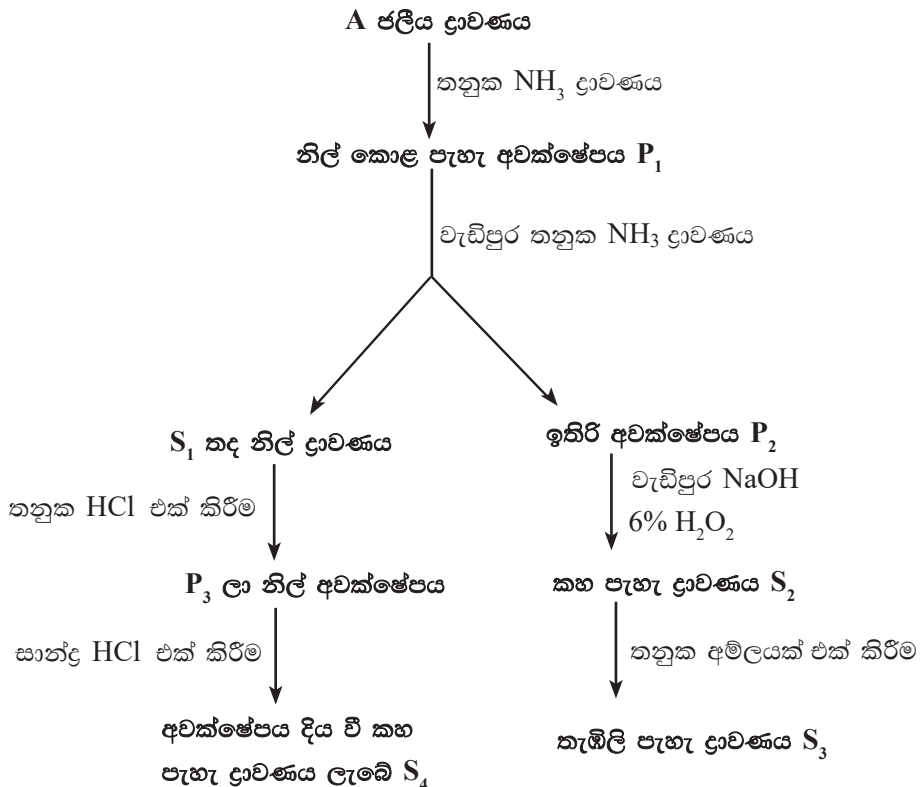 A ජලීය ද්‍රාවණය
තනුක NH₃ ද්‍රාවණය
නිල් කොළ පැහැ අවක්ෂේපය P₁
වැඩිපුර තනුක NH₃ ද්‍රාවණය
S₁ තද නිල් ද්‍රාවණය
ඉතිරි අවක්ෂේපය P₂
තනුක HCl එක් කිරීම
වැඩිපුර NaOH
6% H₂O₂
P₃ ලා නිල් අවක්ෂේපය
කහ පැහැ ද්‍රාවණය S₂
සාන්ද්‍ර HCl එක් කිරීම
තනුක අම්ලයක් එක් කිරීම
අවක්ෂේපය දිය වී කහ
පැහැ ද්‍රාවණය ලැබේ S₄
තැඹිලි පැහැ ද්‍රාවණය S₃